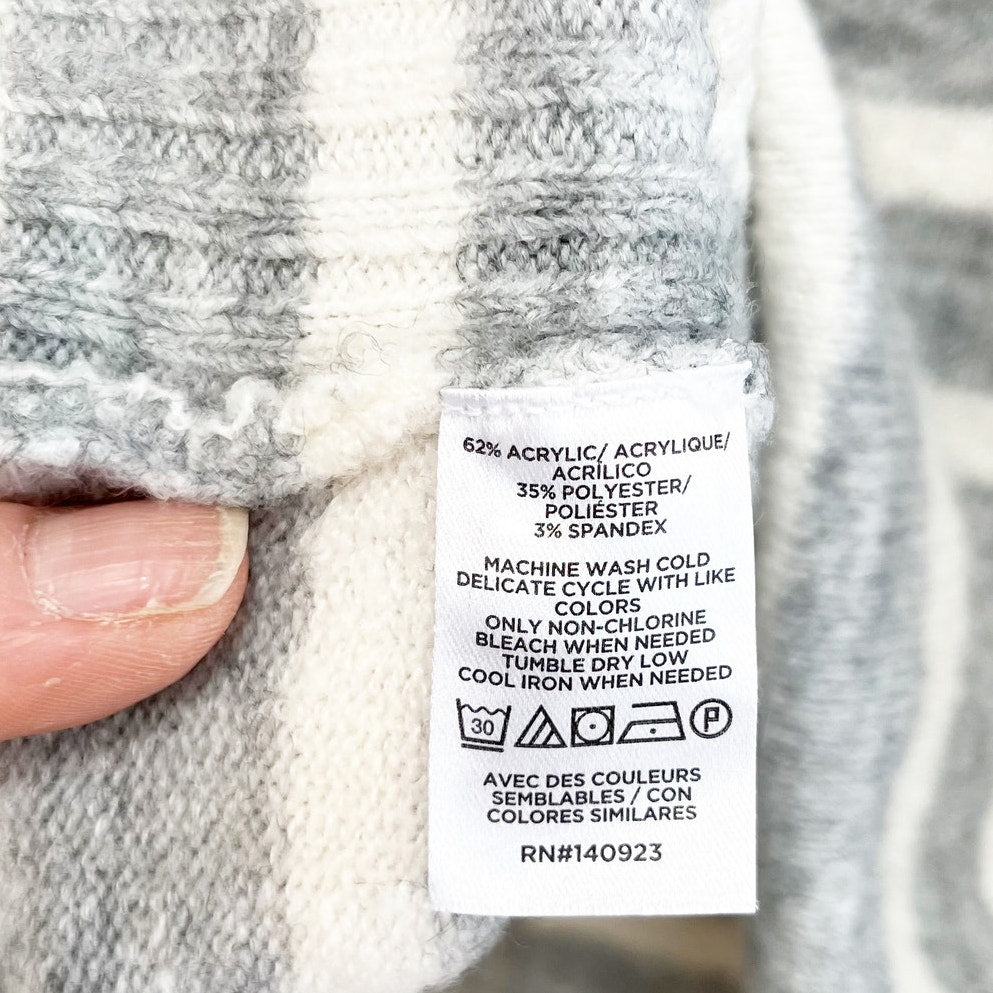 62% ACRYLIC/ ACRYLIQUE/
ACRÍLICO
35% POLYESTER/
POLIÉSTER
3% SPANDEX
MACHINE WASH COLD
DELICATE CYCLE WITH LIKE
COLORS
ONLY NON-CHLORINE
BLEACH WHEN NEEDED
TUMBLE DRY LOW
COOL IRON WHEN NEEDED
30 P
AVEC DES COULEURS
SEMBLABLES / CON
COLORES SIMILARES
RN#140923